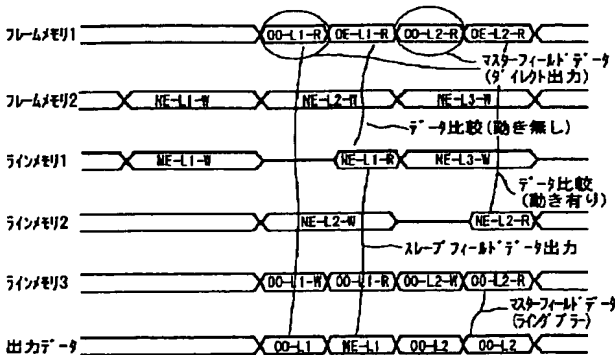 フレームメモリ1 OO-L1-R OE-L1-R OO-L2-R OE-L2-R
マスターフィールドデータ
(ダイレクト出力)
フレームメモリ2 NE-L1-W NE-L2-W NE-L3-W
データ比較(動き無し)
ラインメモリ1 NE-L1-W NE-L1-R NE-L3-W
データ比較
(動き有り)
ラインメモリ2 NE-L2-W NE-L2-R
スレーブフィールドデータ出力
ラインメモリ3 OO-L1-W OO-L1-R OO-L2-W OO-L2-R
マスターフィールドデータ
(ラインダブラー)
出力データ OO-L1 NE-L1 OO-L2 OO-L2